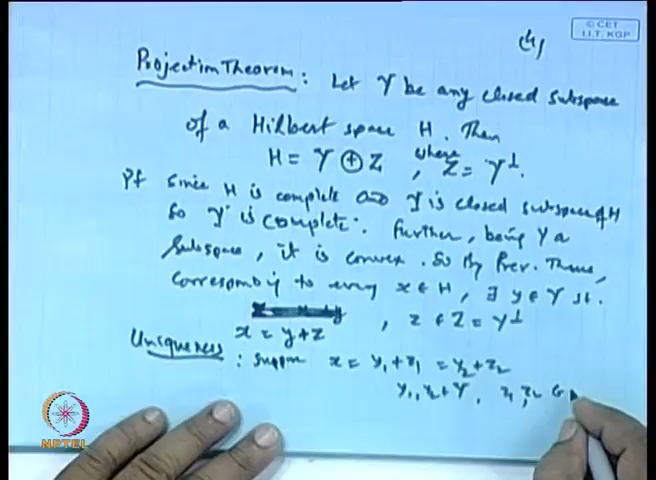 © CET
I.I.T. KGP
Projection Theorem : Let Y be any closed subspace
of a Hilbert space H. Then
H = Y ⊕ Z , where Z = Y⊥.
Pf Since H is complete and Y is closed subspace of H
So Y is complete. Further, being Y a
Subspace, it is convex. So By Prev. Thm,
corresponding to every x ∈ H, ∃ y ∈ Y st.
x = y + z , z ∈ Z = Y⊥
Uniqueness : Suppose x = y1 + z1 = y2 + z2
y1, y2 ∈ Y, z1, z2 ∈
NPTEL